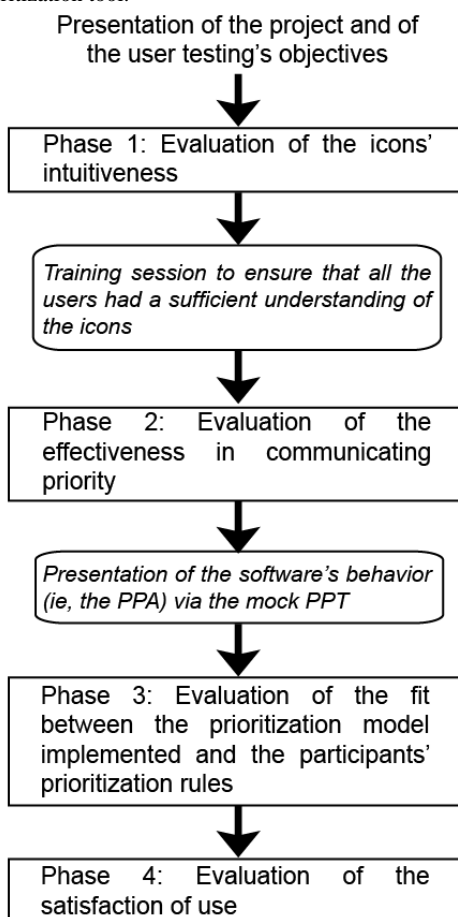 Presentation of the project and of
the user testing's objectives
Phase 1: Evaluation of the icons'
intuitiveness
Training session to ensure that all the
users had a sufficient understanding of
the icons
Phase 2: Evaluation of the
effectiveness in communicating
priority
Presentation of the software's behavior
(ie, the PPA) via the mock PPT
Phase 3: Evaluation of the fit
between the prioritization model
implemented and the participants'
prioritization rules
Phase 4: Evaluation of the
satisfaction of use